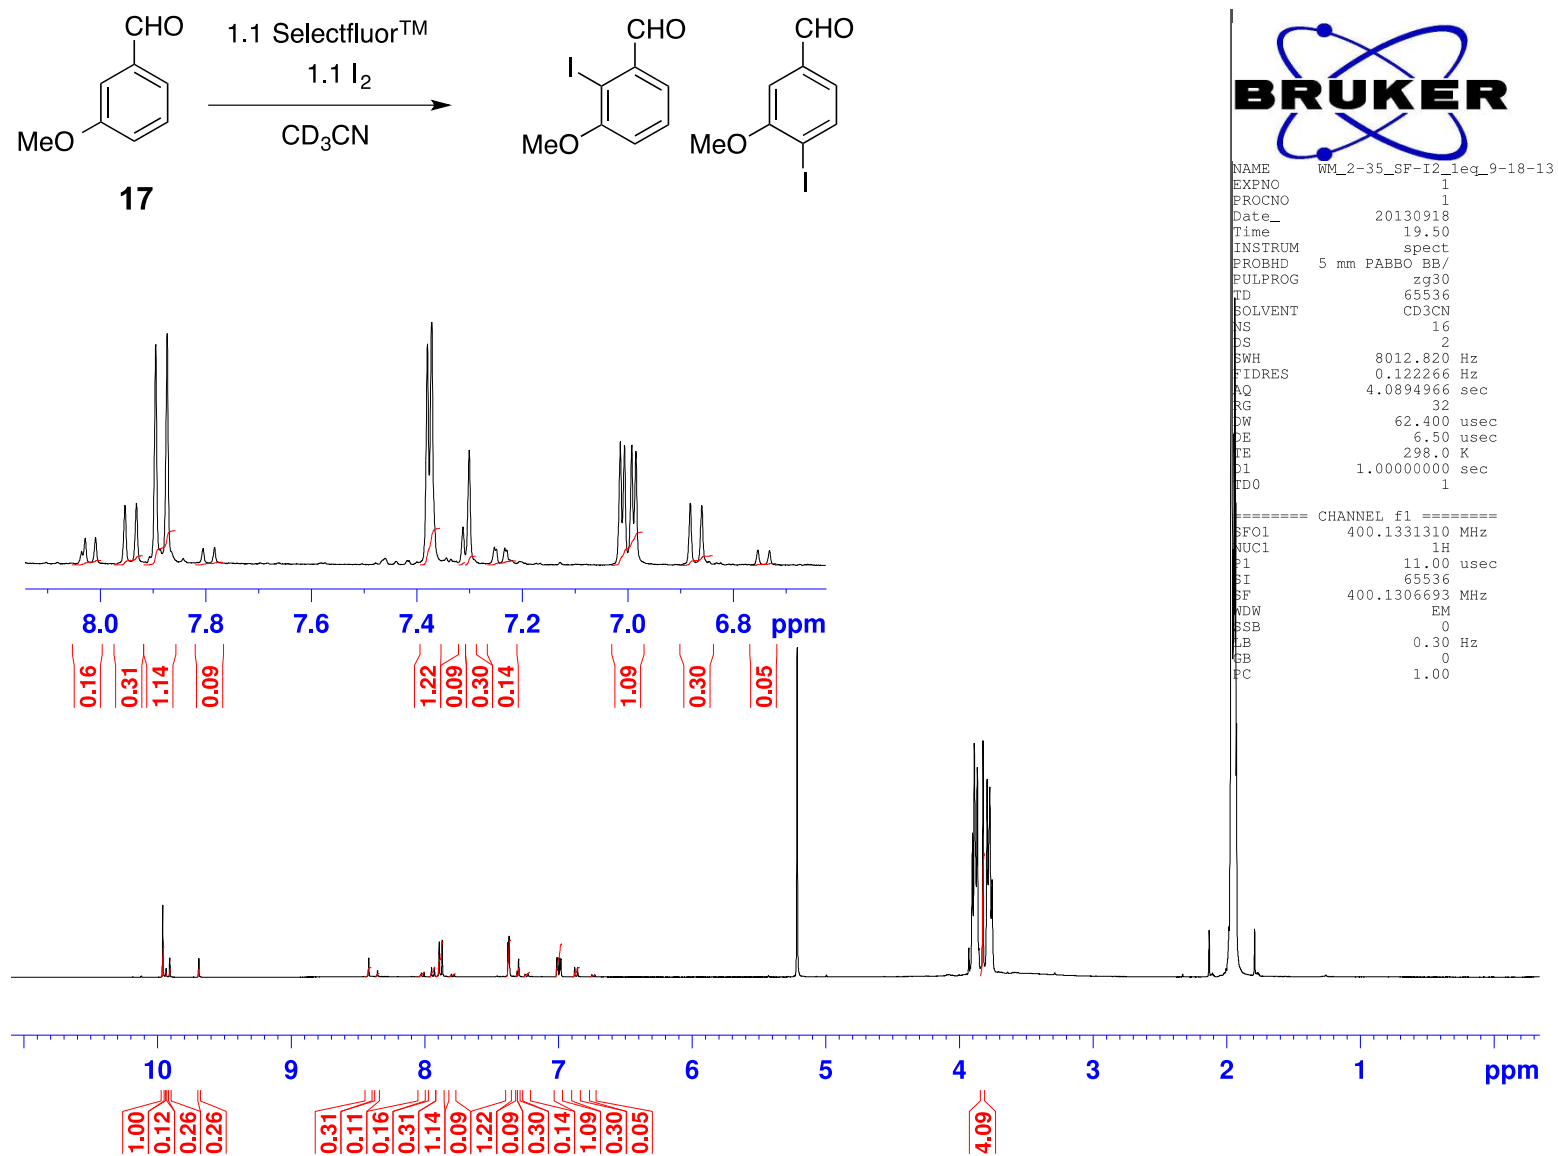 CHO
1.1 Selectfluor™
1.1 I2
CD3CN
MeO
17
CHO
I
MeO
CHO
MeO
I
BRUKER
NAME WM_2-35_SF-I2_1eq_9-18-13
EXPNO 1
PROCNO 1
Date_ 20130918
Time 19.50
INSTRUM spect
PROBHD 5 mm PABBO BB/
PULPROG zg30
TD 65536
SOLVENT CD3CN
NS 16
DS 2
SWH 8012.820 Hz
FIDRES 0.122266 Hz
AQ 4.0894966 sec
RG 32
DW 62.400 usec
DE 6.50 usec
TE 298.0 K
D1 1.00000000 sec
TD0 1
======== CHANNEL f1 ========
SFO1 400.1331310 MHz
NUC1 1H
P1 11.00 usec
SI 65536
SF 400.1306693 MHz
WDW EM
SSB 0
LB 0.30 Hz
GB 0
PC 1.00
8.0 7.8 7.6 7.4 7.2 7.0 6.8 ppm
0.16 0.31 1.14 0.09 1.22 0.09 0.30 0.14 1.09 0.30 0.05
10 9 8 7 6 5 4 3 2 1 ppm
1.00 0.12 0.26 0.26 0.31 0.11 0.16 0.31 1.14 0.09 1.22 0.09 0.30 0.14 1.09 0.30 0.05 4.09